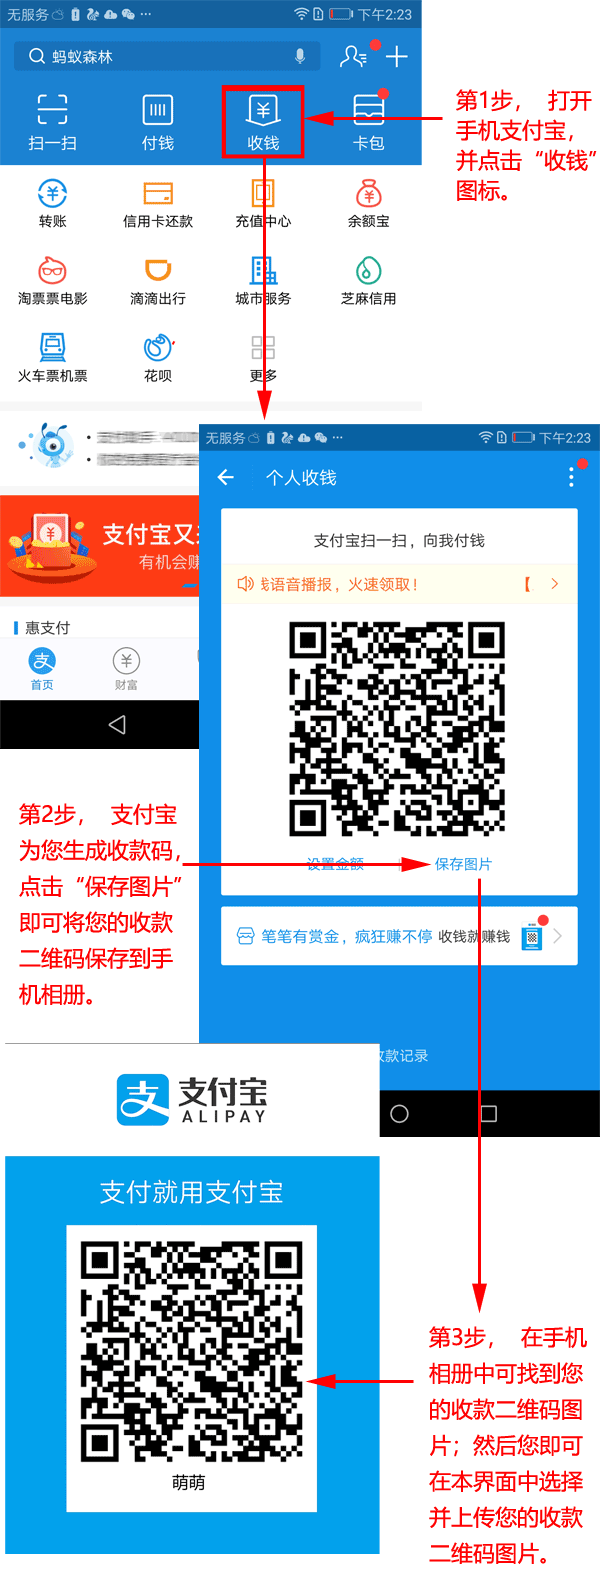 无服务 下午2:23
蚂蚁森林
扫一扫 付钱 收钱 卡包
第1步， 打开
手机支付宝，
并点击“收钱”
图标。
转账 信用卡还款 充值中心 余额宝
淘票票电影 滴滴出行 城市服务 芝麻信用
火车票机票 花呗 更多
支付宝又
有机会赚
惠支付
首页 财富
无服务 下午2:23
个人收钱
支付宝扫一扫，向我付钱
语音播报，火速领取！ 【
设置金额 保存图片
第2步， 支付宝
为您生成收款码，
点击“保存图片”
即可将您的收款
二维码保存到手
机相册。
笔笔有赏金，疯狂赚不停 收钱就赚钱
款记录
支付宝
ALIPAY
支付就用支付宝
萌萌
第3步， 在手机
相册中可找到您
的收款二维码图
片；然后您即可
在本界面中选择
并上传您的收款
二维码图片。